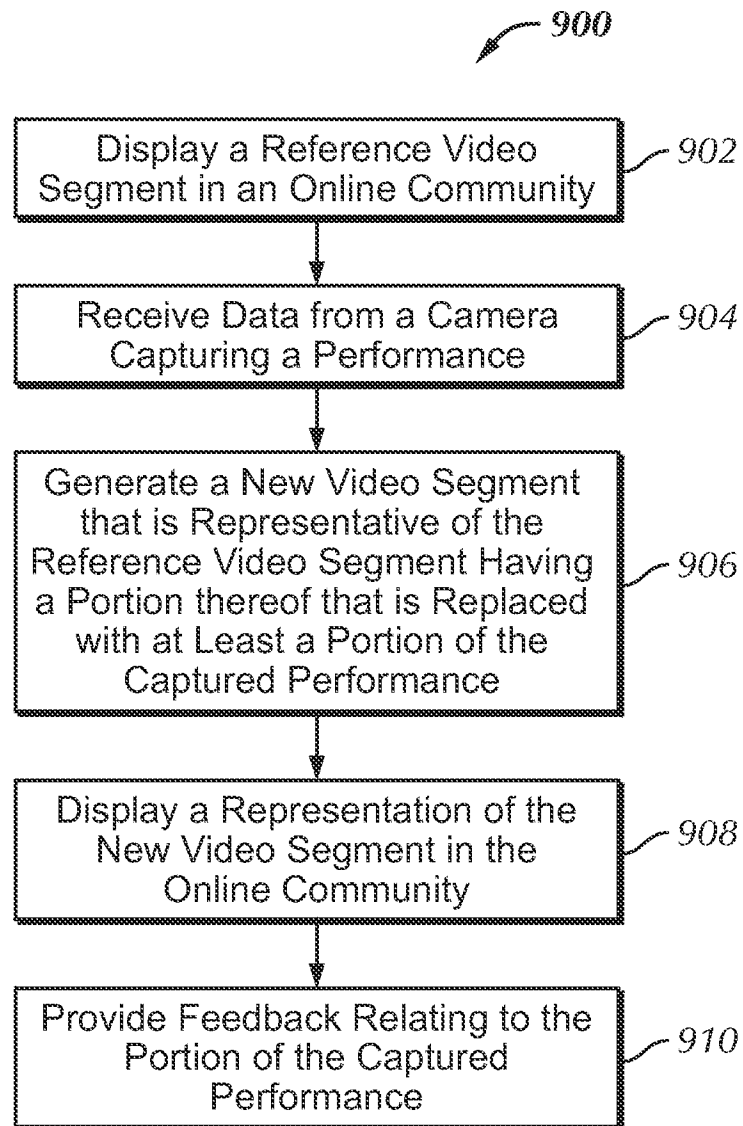 900
Display a Reference Video
Segment in an Online Community
902
Receive Data from a Camera
Capturing a Performance
904
Generate a New Video Segment
that is Representative of the
Reference Video Segment Having
a Portion thereof that is Replaced
with at Least a Portion of the
Captured Performance
906
Display a Representation of the
New Video Segment in the
Online Community
908
Provide Feedback Relating to the
Portion of the Captured
Performance
910